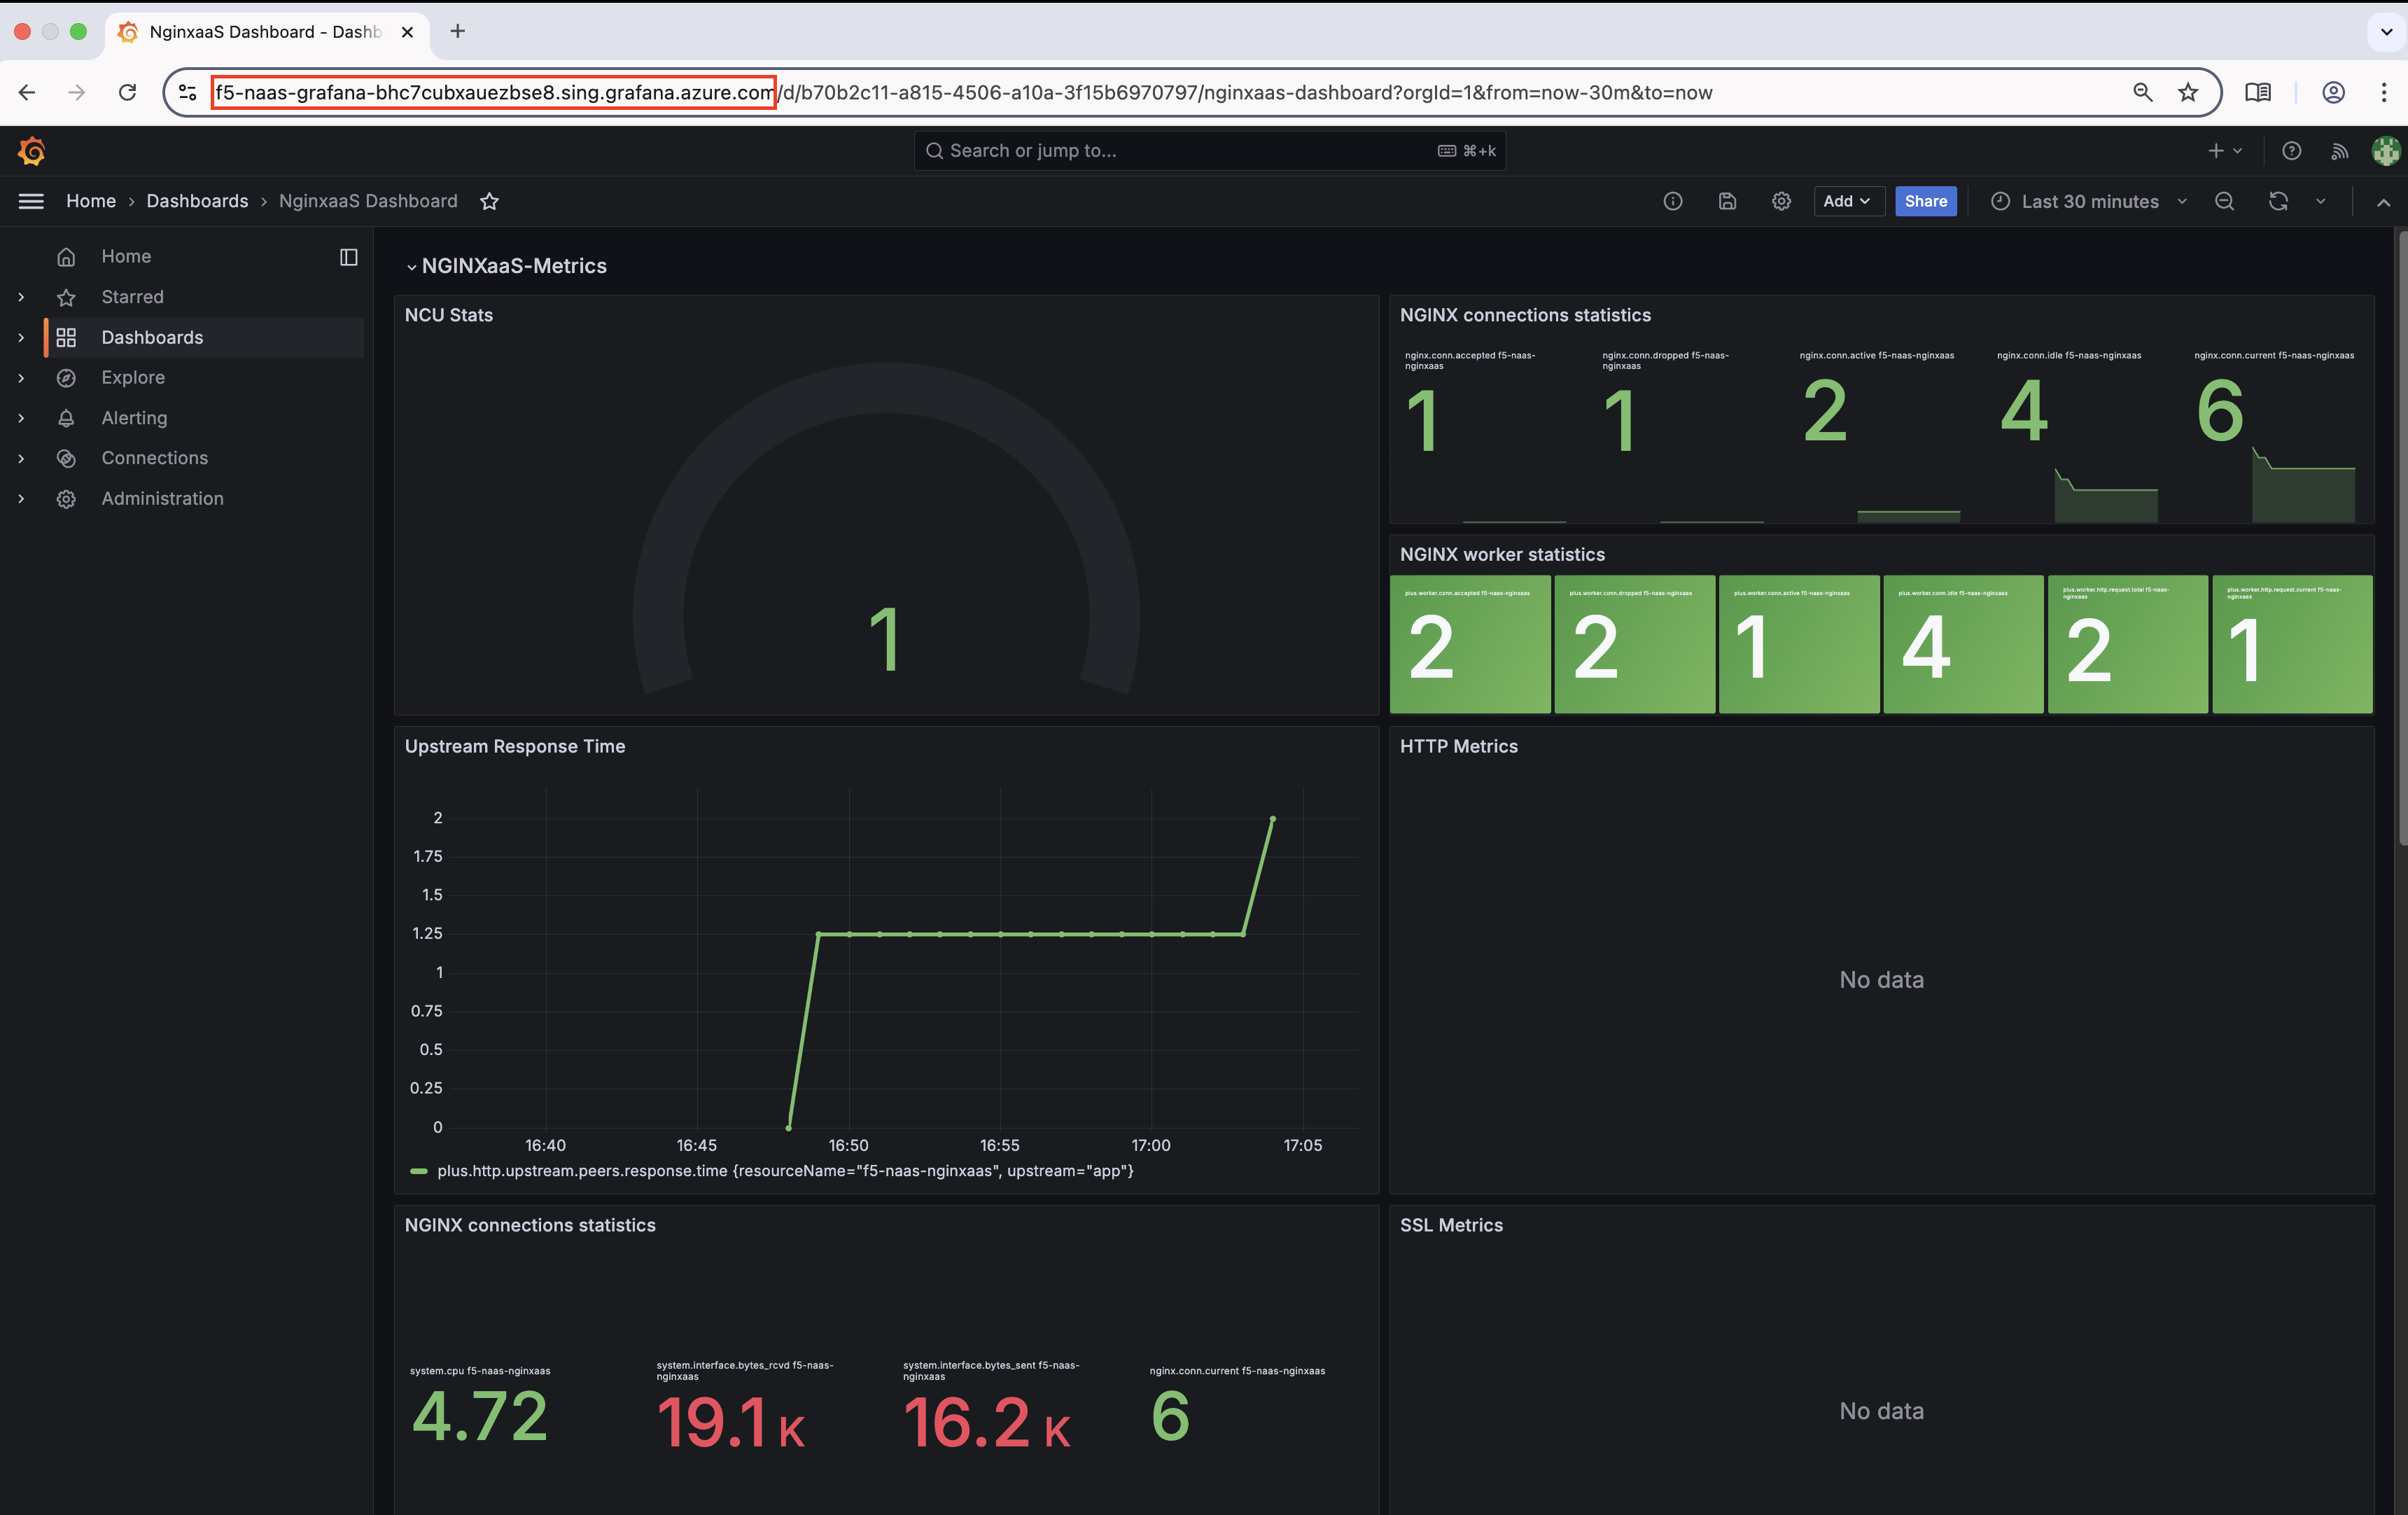 NginxaaS Dashboard - Dashb
f5-naas-grafana-bhc7cubxauezbse8.sing.grafana.azure.com/d/b70b2c11-a815-4506-a10a-3f15b6970797/nginxaas-dashboard?orgId=1&from=now-30m&to=now
Search or jump to...
⌘+k
Home › Dashboards › NginxaaS Dashboard
Add
Share
Last 30 minutes
Home
Starred
Dashboards
Explore
Alerting
Connections
Administration
NGINXaaS-Metrics
NCU Stats
1
NGINX connections statistics
nginx.conn.accepted f5-naas-
nginxaas
1
nginx.conn.dropped f5-naas-
nginxaas
1
nginx.conn.active f5-naas-nginxaas
2
nginx.conn.idle f5-naas-nginxaas
4
nginx.conn.current f5-naas-nginxaas
6
NGINX worker statistics
plus.worker.conn.accepted f5-naas-nginxaas
2
plus.worker.conn.dropped f5-naas-nginxaas
2
plus.worker.conn.active f5-naas-nginxaas
1
plus.worker.conn.idle f5-naas-nginxaas
4
plus.worker.http.request.total f5-naas-
nginxaas
2
plus.worker.http.request.current f5-naas-
nginxaas
1
Upstream Response Time
2
1.75
1.5
1.25
1
0.75
0.5
0.25
0
16:40 16:45 16:50 16:55 17:00 17:05
plus.http.upstream.peers.response.time {resourceName="f5-naas-nginxaas", upstream="app"}
HTTP Metrics
No data
NGINX connections statistics
system.cpu f5-naas-nginxaas
4.72
system.interface.bytes_rcvd f5-naas-
nginxaas
19.1 K
system.interface.bytes_sent f5-naas-
nginxaas
16.2 K
nginx.conn.current f5-naas-nginxaas
6
SSL Metrics
No data